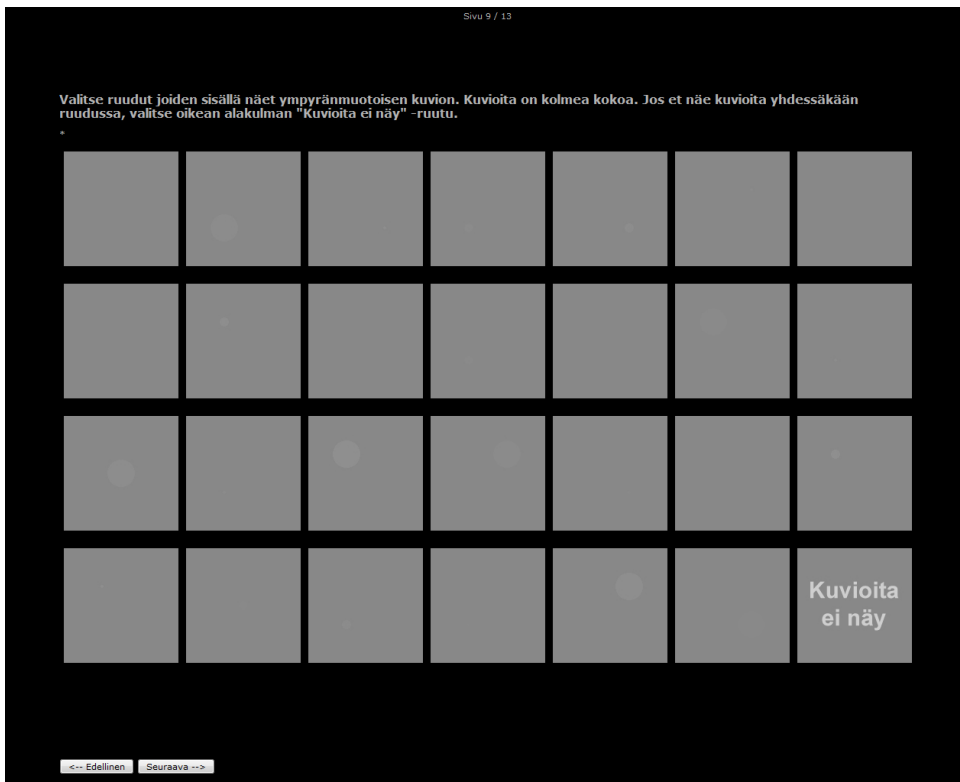 Sivu 9 / 13
Valitse ruudut joiden sisällä näet ympyränmuotoisen kuvion. Kuvioita on kolmea kokoa. Jos et näe kuvioita yhdessäkään
ruudussa, valitse oikean alakulman "Kuvioita ei näy" -ruutu.
*
Kuvioita
ei näy
<-- Edellinen Seuraava -->